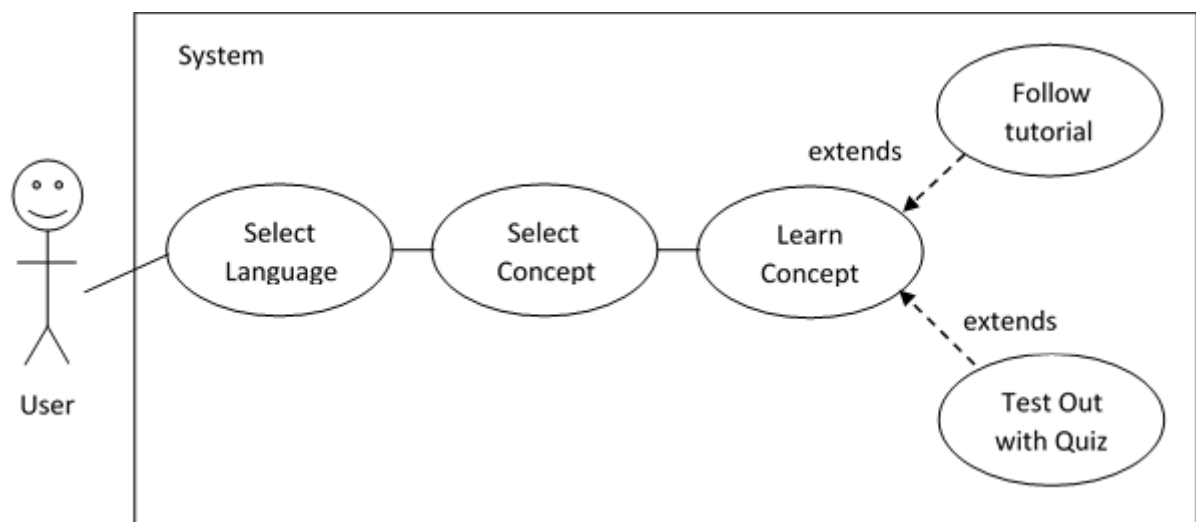 System
Follow
tutorial
extends
Select
Language
Select
Concept
Learn
Concept
extends
User
Test Out
with Quiz